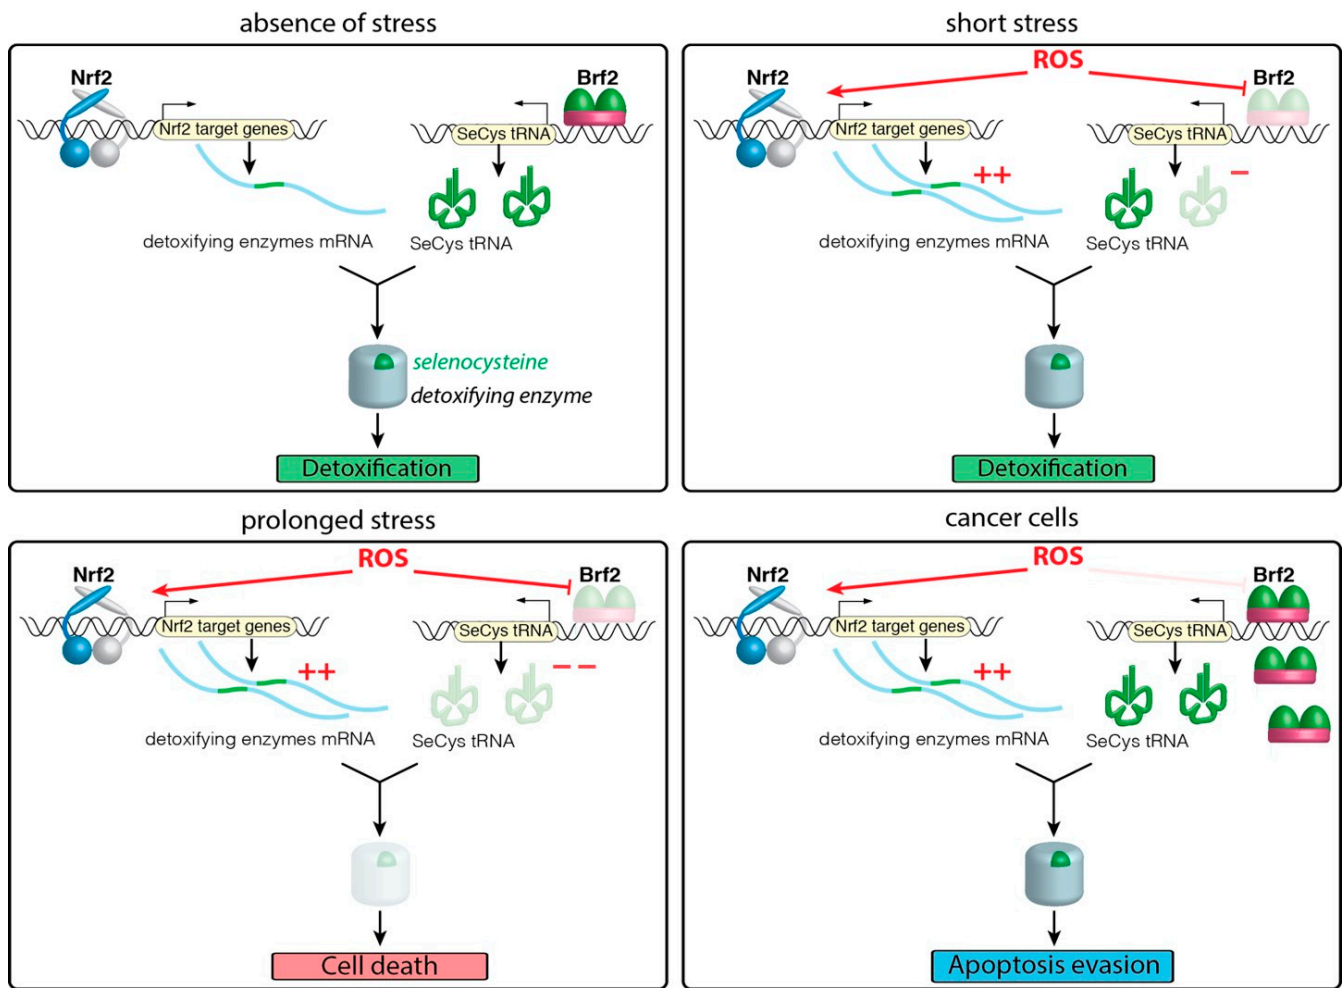 absence of stress
Nrf2
Brf2
Nrf2 target genes
SeCys tRNA
detoxifying enzymes mRNA
SeCys tRNA
selenocysteine
detoxifying enzyme
Detoxification
short stress
ROS
Nrf2
Brf2
Nrf2 target genes
SeCys tRNA
++
−
detoxifying enzymes mRNA
SeCys tRNA
Detoxification
prolonged stress
ROS
Nrf2
Brf2
Nrf2 target genes
SeCys tRNA
++
− −
detoxifying enzymes mRNA
SeCys tRNA
Cell death
cancer cells
ROS
Nrf2
Brf2
Nrf2 target genes
SeCys tRNA
++
detoxifying enzymes mRNA
SeCys tRNA
Apoptosis evasion